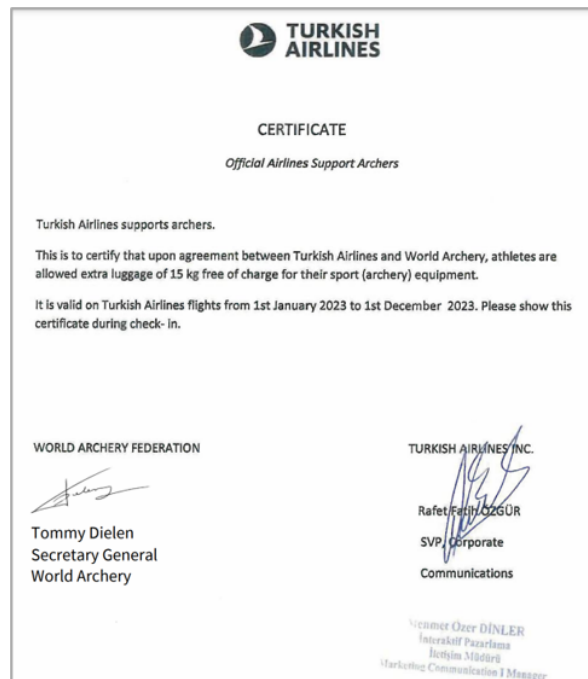 TURKISH
AIRLINES
CERTIFICATE
Official Airlines Support Archers
Turkish Airlines supports archers.
This is to certify that upon agreement between Turkish Airlines and World Archery, athletes are
allowed extra luggage of 15 kg free of charge for their sport (archery) equipment.
It is valid on Turkish Airlines flights from 1st January 2023 to 1st December 2023. Please show this
certificate during check- in.
WORLD ARCHERY FEDERATION
Tommy Dielen
Secretary General
World Archery
TURKISH AIRLINES INC.
Rafet Fatih ÖZGÜR
SVP, Corporate
Communications
Mehmet Özer DİNLER
İnteraktif Pazarlama
İletişim Müdürü
Marketing Communication I Manager